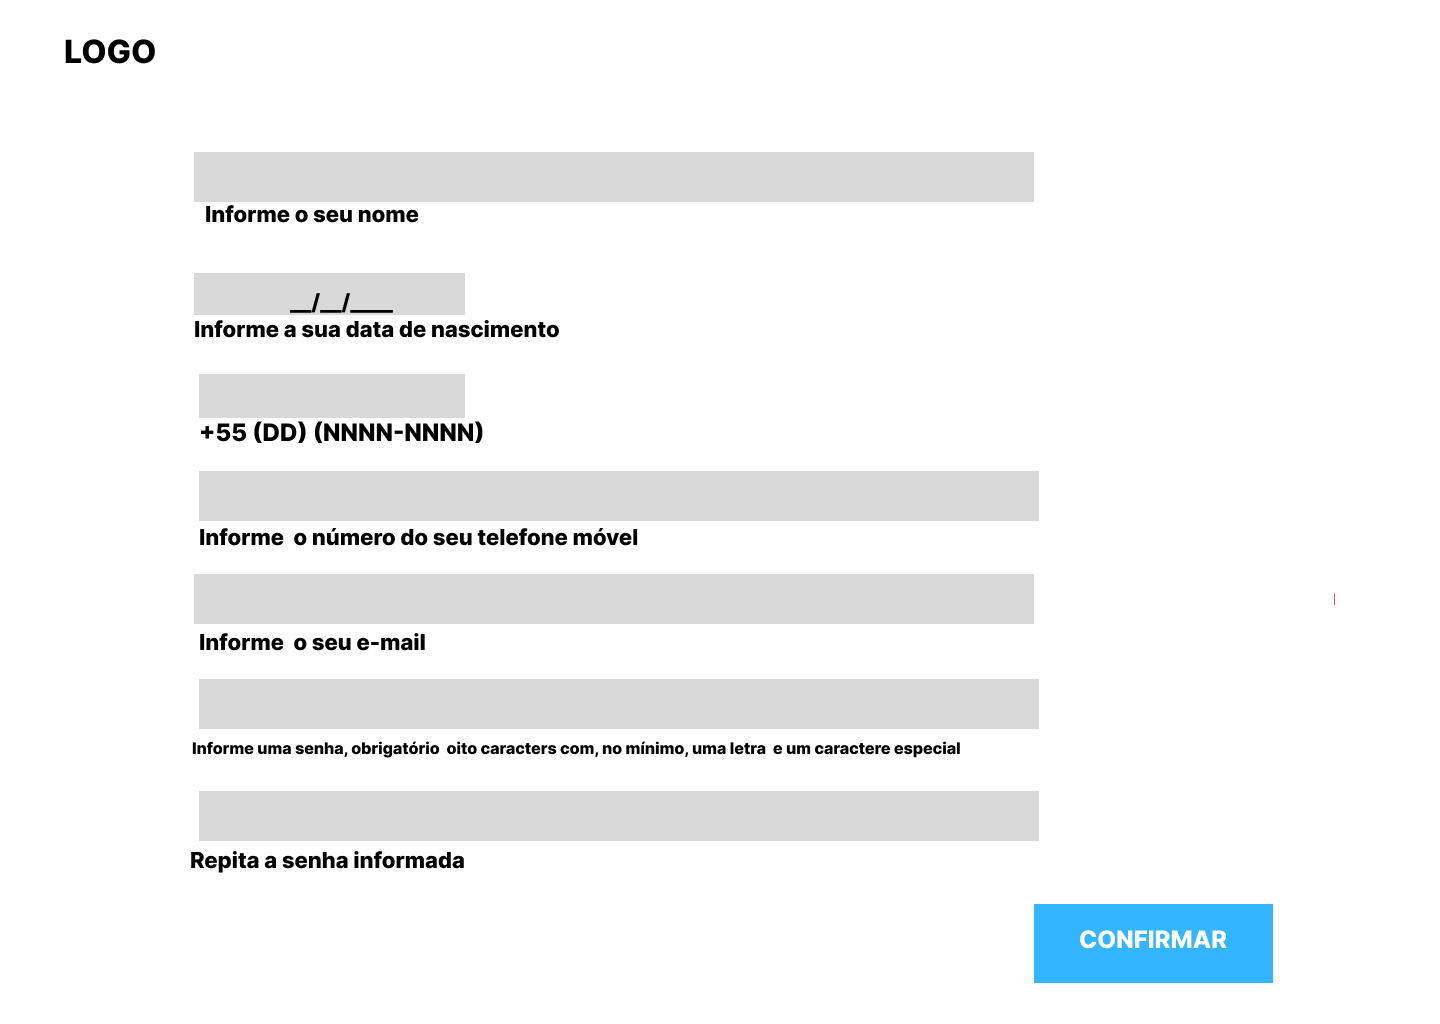 LOGO
Informe o seu nome
__/__/____
Informe a sua data de nascimento
+55 (DD) (NNNN-NNNN)
Informe  o número do seu telefone móvel
Informe  o seu e-mail
Informe uma senha, obrigatório  oito caracters com, no mínimo, uma letra  e um caractere especial
Repita a senha informada
CONFIRMAR